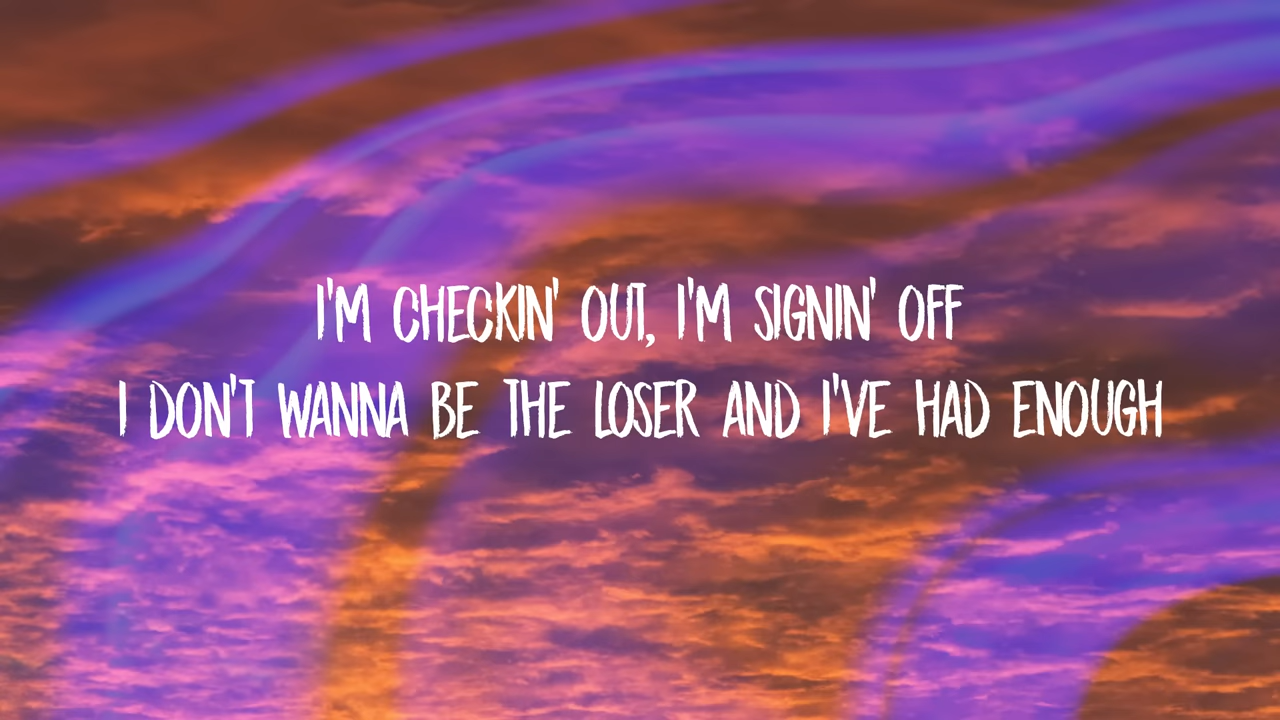 I'M CHECKIN' OUT, I'M SIGNIN' OFF
I DON'T WANNA BE THE LOSER AND I'VE HAD ENOUGH